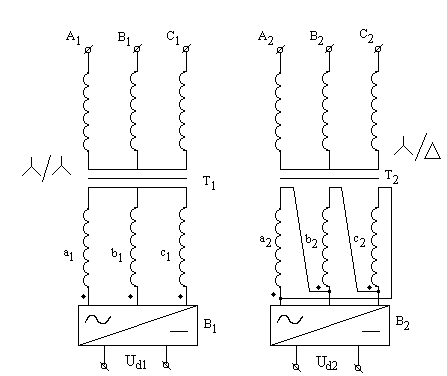 A₁ B₁ C₁ A₂ B₂ C₂
T₁ T₂
a₁ b₁ c₁ a₂ b₂ c₂
B₁ B₂
Ud1 Ud2